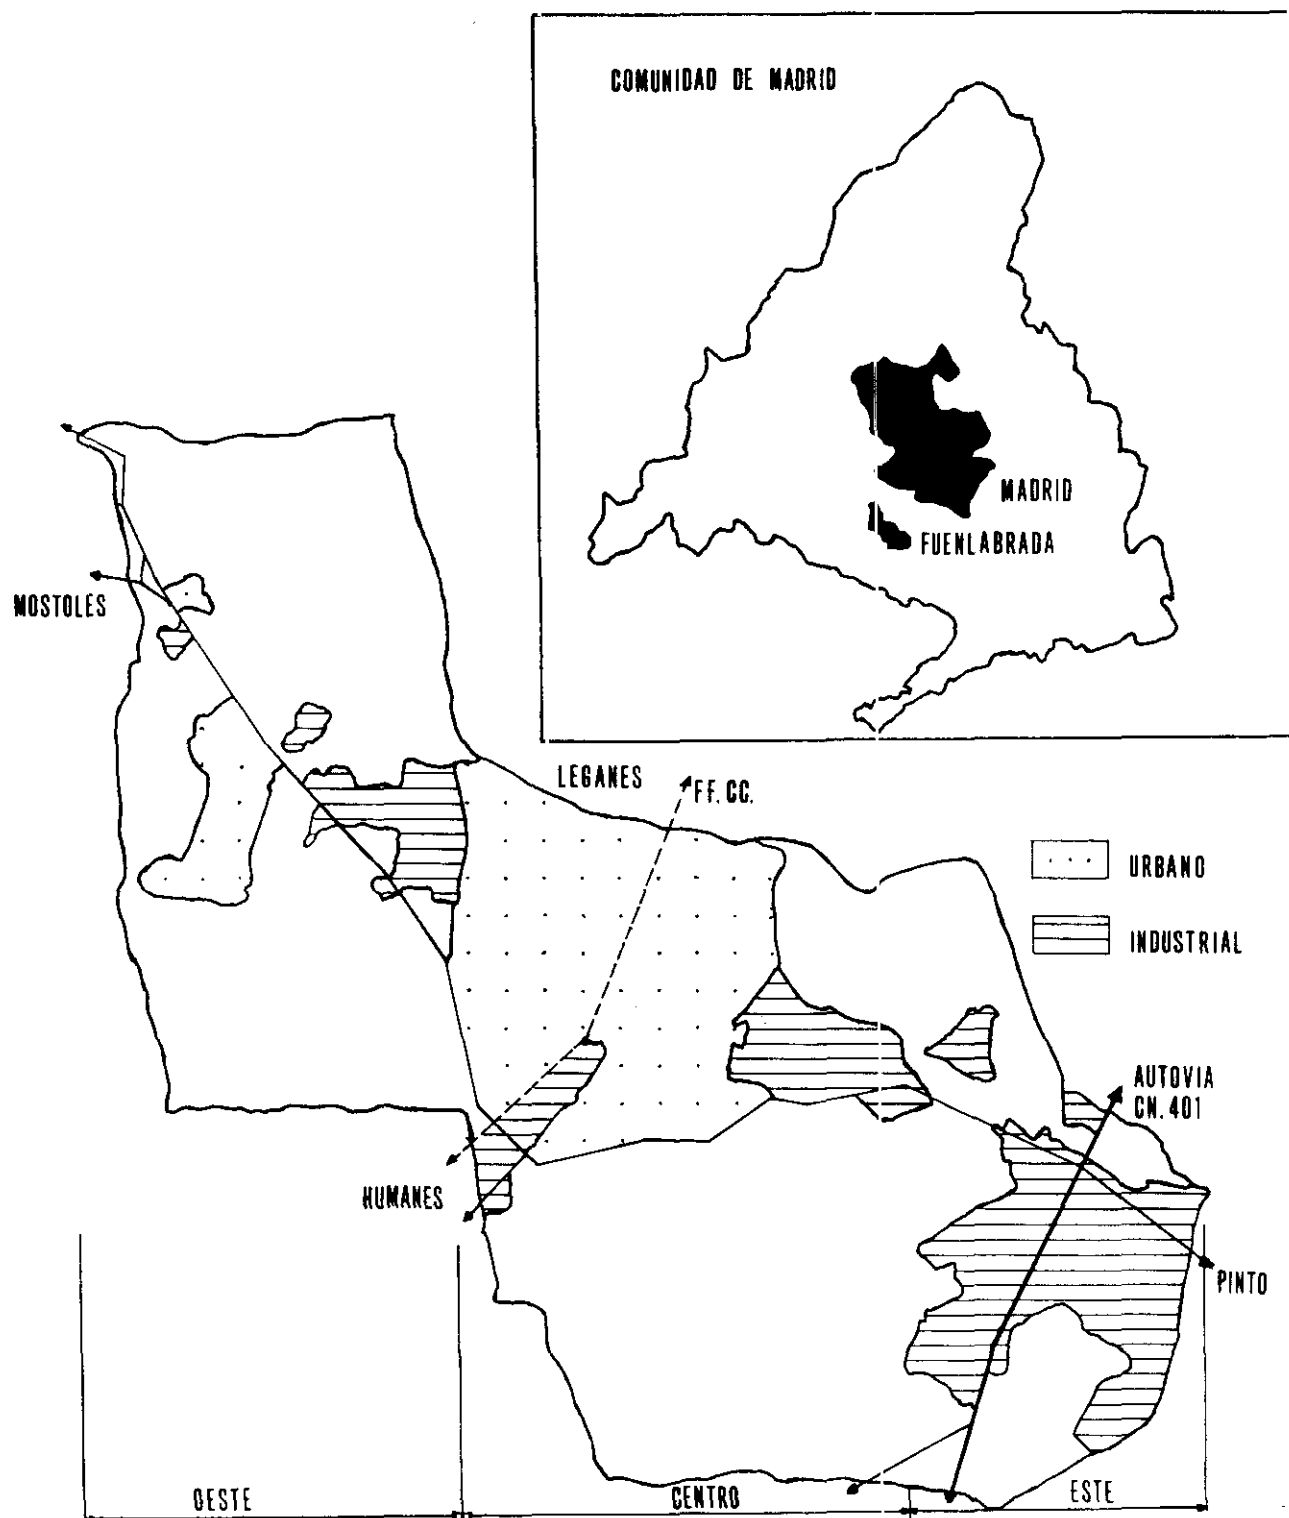 COMUNIDAD DE MADRID
MADRID
FUENLABRADA
MOSTOLES
LEGANES
FF. CC.
URBANO
INDUSTRIAL
AUTOVIA
CN. 401
HUMANES
PINTO
OESTE
CENTRO
ESTE